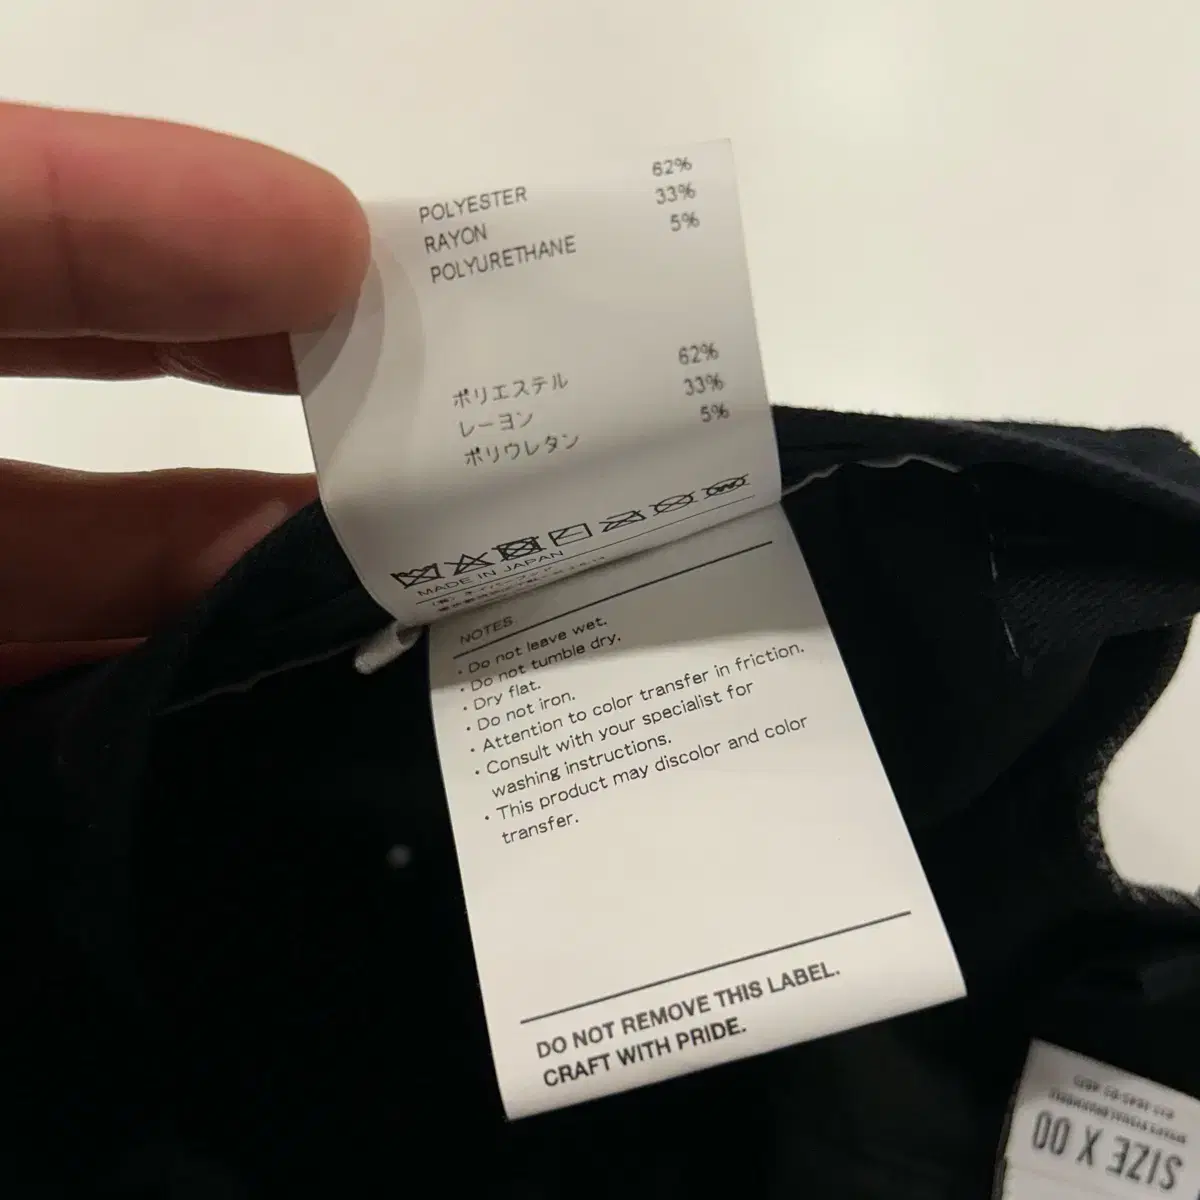 POLYESTER 62%
RAYON 33%
POLYURETHANE 5%
ポリエステル 62%
レーヨン 33%
ポリウレタン 5%
MADE IN JAPAN
NOTES
・Do not leave wet.
・Do not tumble dry.
・Dry flat.
・Do not iron.
・Attention to color transfer in friction.
・Consult with your specialist for
washing instructions.
・This product may discolor and color
transfer.
DO NOT REMOVE THIS LABEL.
CRAFT WITH PRIDE.
SIZE X 00